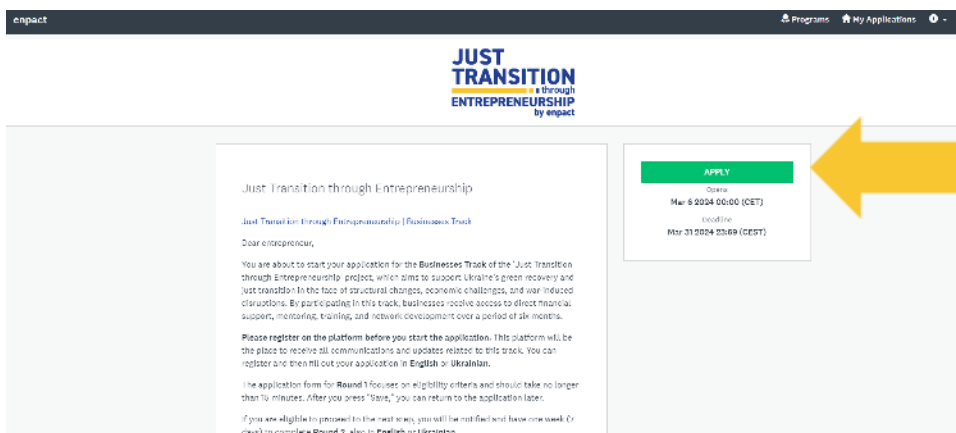 enpact
Programs My Applications
JUST
TRANSITION
through
ENTREPRENEURSHIP
by enpact
APPLY
Opens
Mar 6 2024 00:00 (CET)
Deadline
Mar 31 2024 23:59 (CEST)
Just Transition through Entrepreneurship
Just Transition through Entrepreneurship | Businesses Track
Dear entrepreneur,
You are about to start your application for the Businesses Track of the 'Just Transition
through Entrepreneurship' project, which aims to support Ukraine's green recovery and
just transition in the face of structural changes, economic challenges, and war-induced
disruptions. By participating in this track, businesses receive access to direct financial
support, mentoring, training, and network development over a period of six months.
Please register on the platform before you start the application. This platform will be
the place to receive all communications and updates related to this track. You can
register and then fill out your application in English or Ukrainian.
The application form for Round 1 focuses on eligibility criteria and should take no longer
than 15 minutes. After you press "Save," you can return to the application later.
If you are eligible to proceed to the next step, you will be notified and have one week (7
days) to complete Round 2, also in English or Ukrainian.